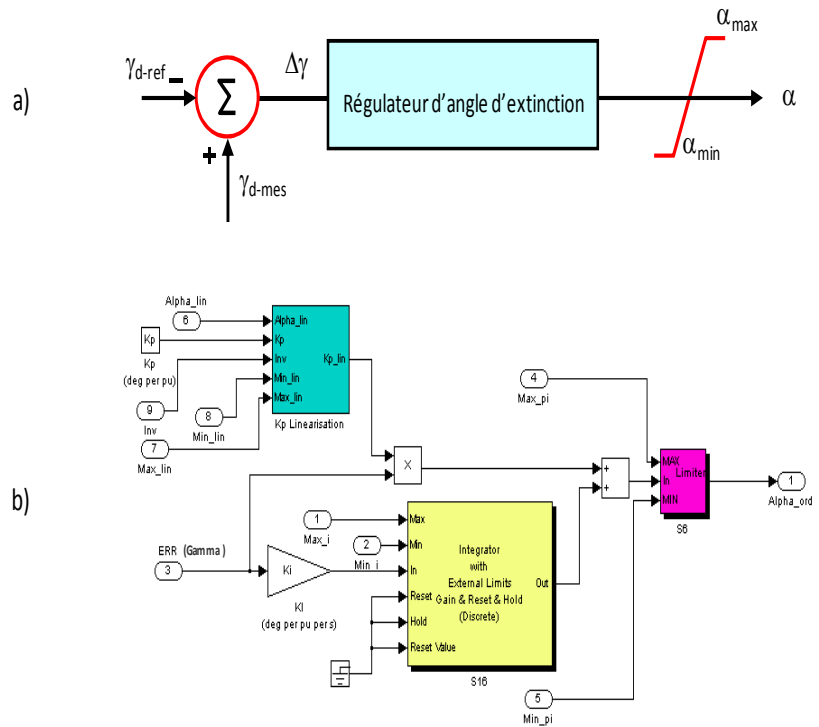 a)
γd-ref
-
Σ
+
γd-mes
Δγ
Régulateur d'angle d'extinction
αmax
αmin
α
b)
Alpha_lin
6
Kp
Kp
(deg per pu)
9
Inv
8
Min_lin
7
Max_lin
Alpha_lin
Kp
Inv
Min_lin
Max_lin
Kp_lin
Kp Linearisation
X
4
Max_pi
+
+
MAX
In
MIN
Limiter
S6
1
Alpha_ord
ERR (Gamma)
3
Ki
KI
(deg per pu per s)
1
Max_i
2
Min_i
Max
Min
In
Reset
Hold
Reset Value
Integrator
with
External Limits
Gain & Reset & Hold
(Discrete)
Out
S16
5
Min_pi